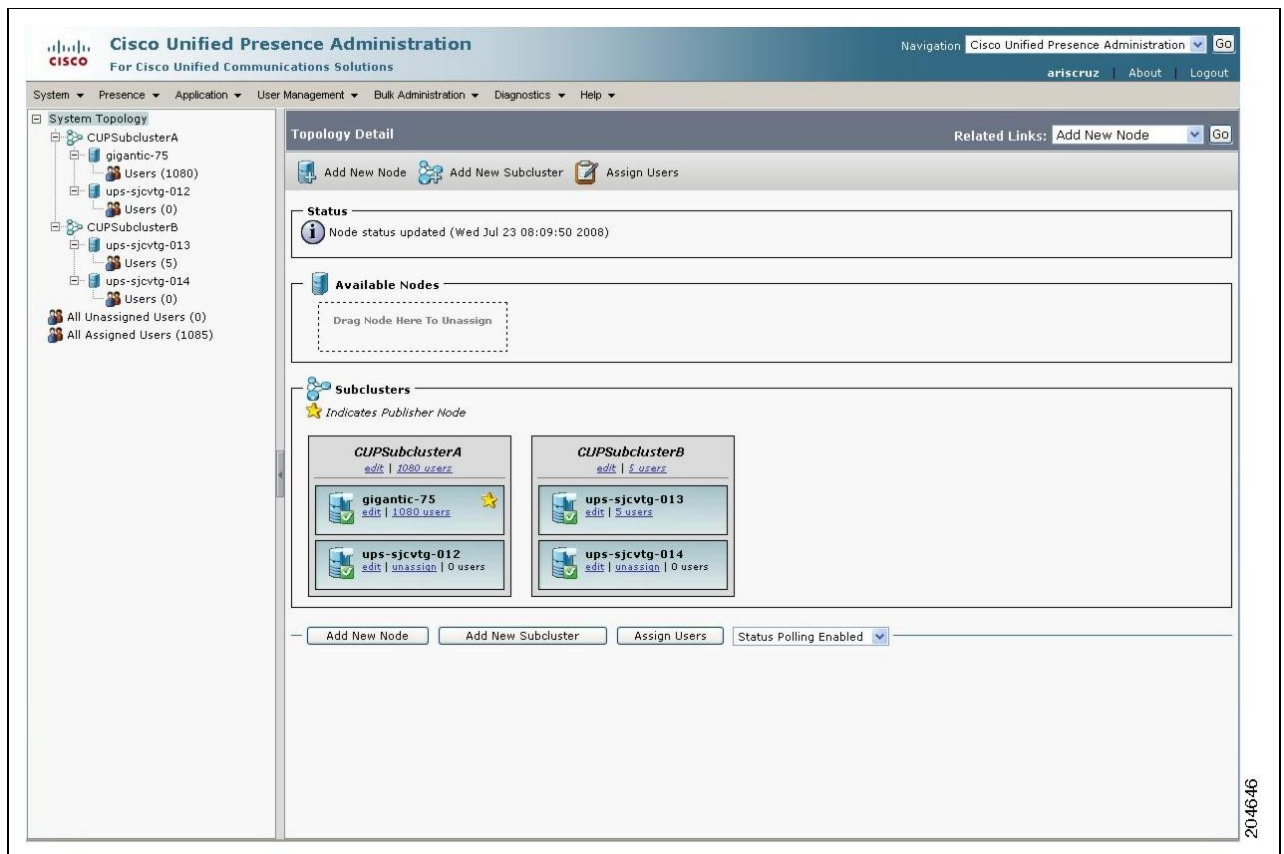 cisco
Cisco Unified Presence Administration
For Cisco Unified Communications Solutions
Navigation Cisco Unified Presence Administration Go
ariscruz | About | Logout
System Presence Application User Management Bulk Administration Diagnostics Help
System Topology
CUPSubclusterA
gigantic-75
Users (1080)
ups-sjcvtg-012
Users (0)
CUPSubclusterB
ups-sjcvtg-013
Users (5)
ups-sjcvtg-014
Users (0)
All Unassigned Users (0)
All Assigned Users (1085)
Topology Detail
Related Links: Add New Node Go
Add New Node Add New Subcluster Assign Users
Status
Node status updated (Wed Jul 23 08:09:50 2008)
Available Nodes
Drag Node Here To Unassign
Subclusters
Indicates Publisher Node
CUPSubclusterA
edit | 1080 users
gigantic-75
edit | 1080 users
ups-sjcvtg-012
edit | unassign | 0 users
CUPSubclusterB
edit | 5 users
ups-sjcvtg-013
edit | 5 users
ups-sjcvtg-014
edit | unassign | 0 users
Add New Node Add New Subcluster Assign Users Status Polling Enabled
204646